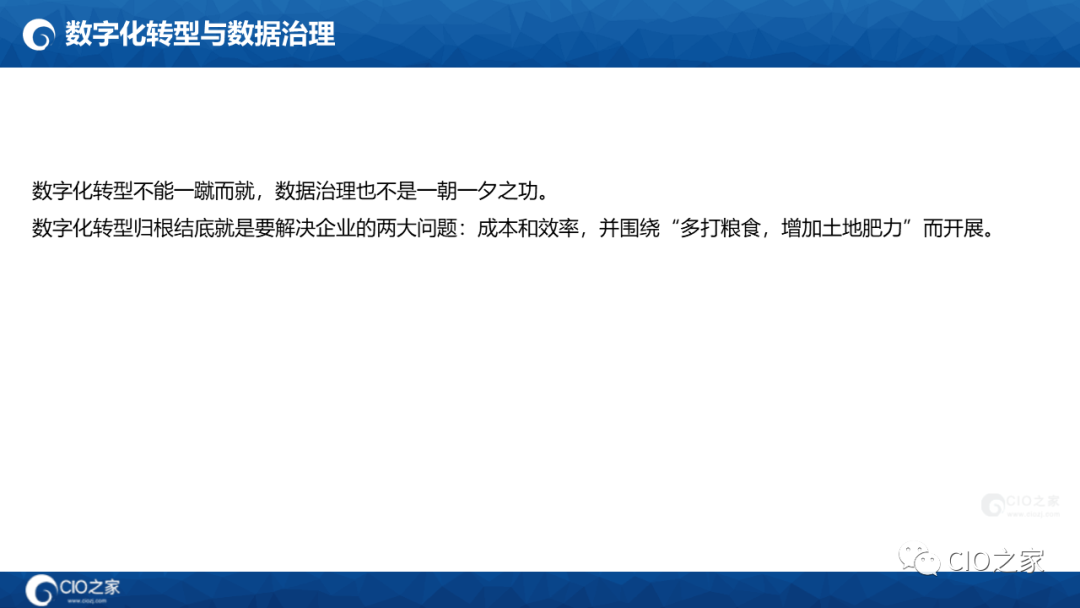 数字化转型与数据治理
数字化转型不能一蹴而就，数据治理也不是一朝一夕之功。
数字化转型归根结底就是要解决企业的两大问题：成本和效率，并围绕“多打粮食，增加土地肥力”而开展。
CIO之家
www.ciozj.com
CIO之家
CIO之家
www.ciozj.com